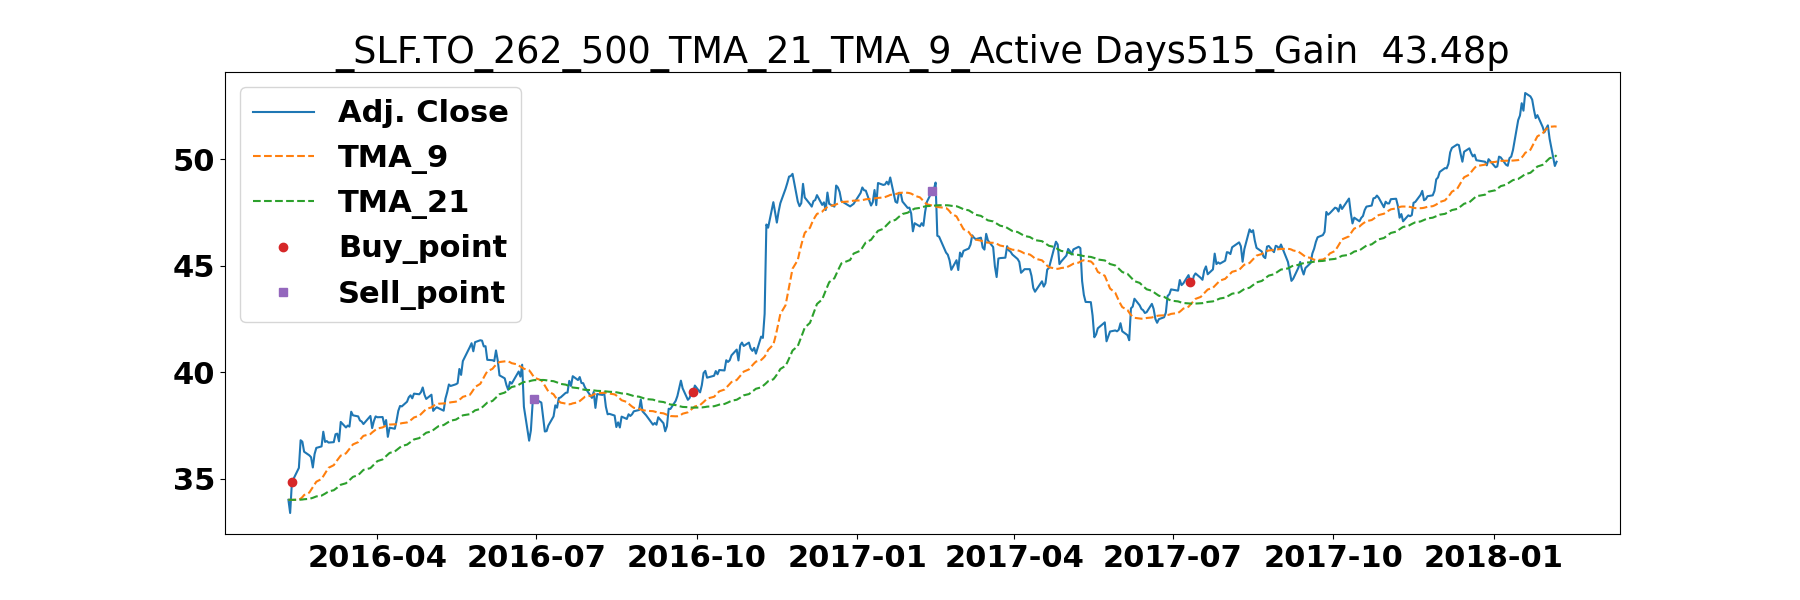 _SLF.TO_262_500_TMA_21_TMA_9_Active Days515_Gain  43.48p
Adj. Close
TMA_9
TMA_21
Buy_point
Sell_point
50
45
40
35
2016-04 2016-07 2016-10 2017-01 2017-04 2017-07 2017-10 2018-01